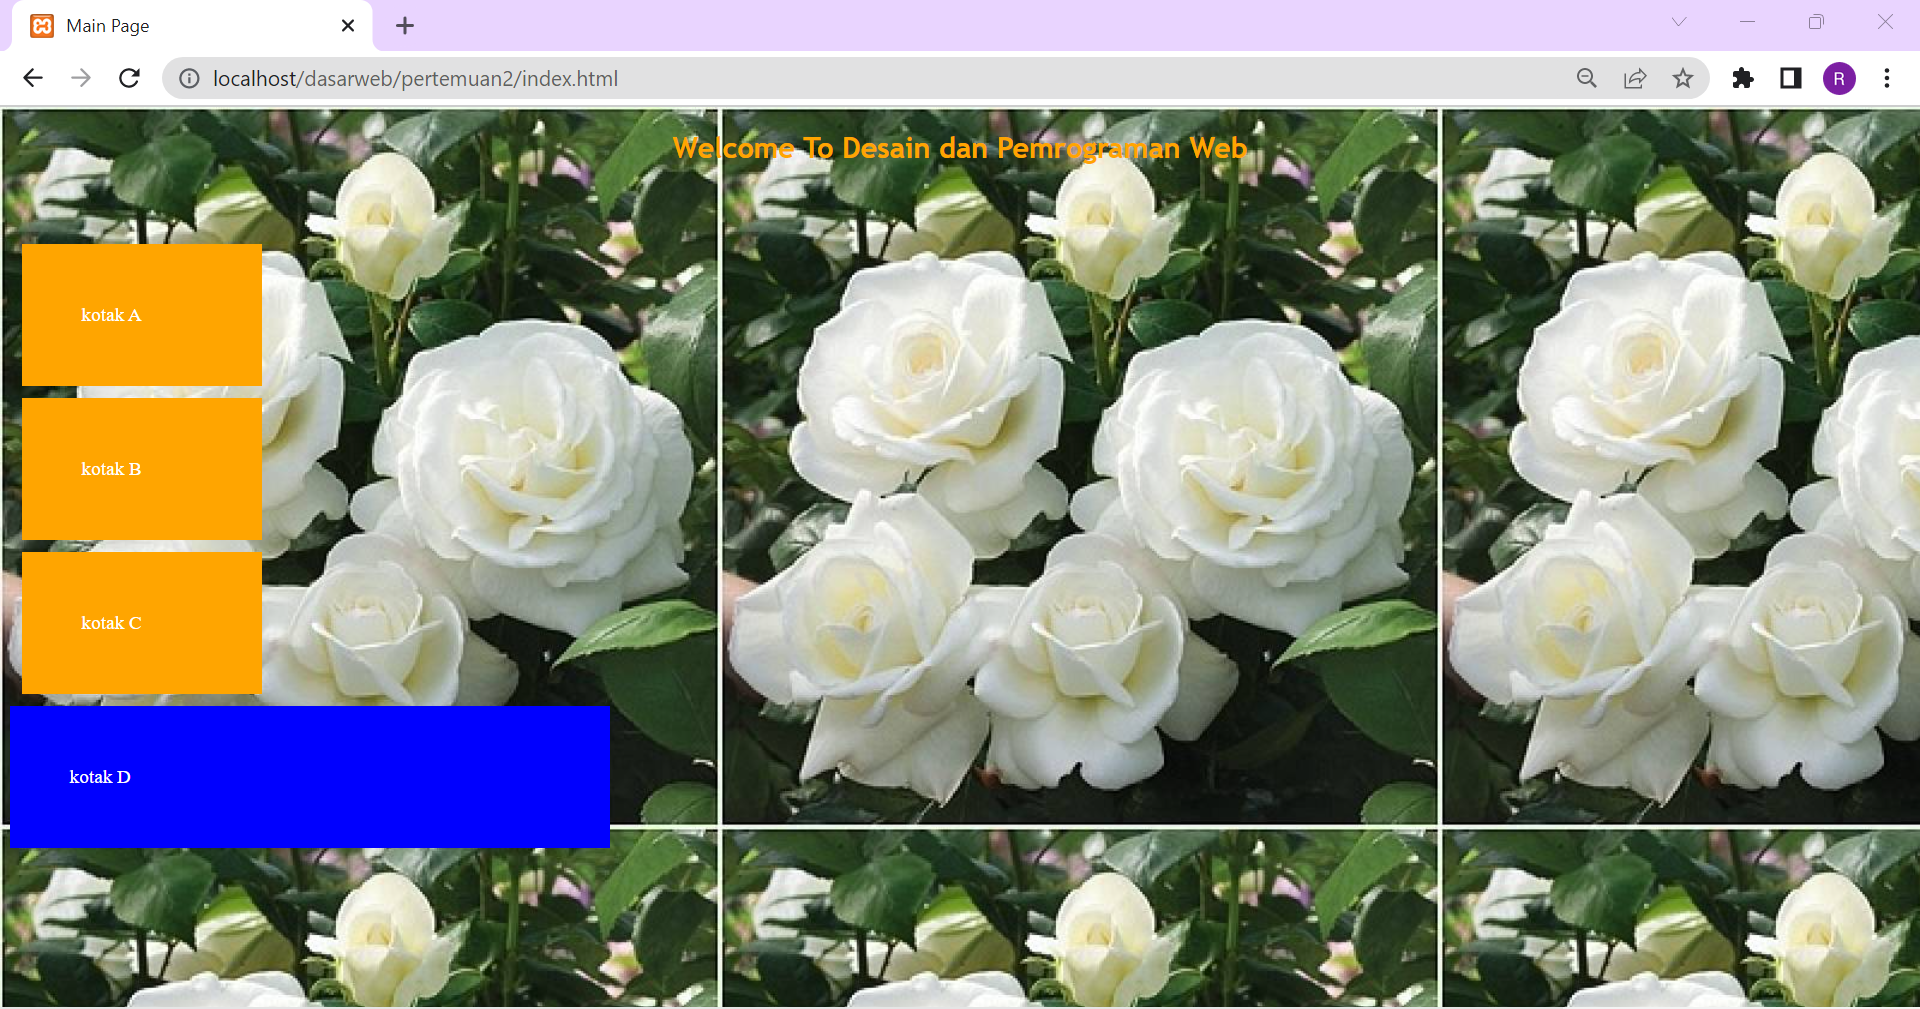 Main Page
localhost/dasarweb/pertemuan2/index.html
R
Welcome To Desain dan Pemrograman Web
kotak A
kotak B
kotak C
kotak D